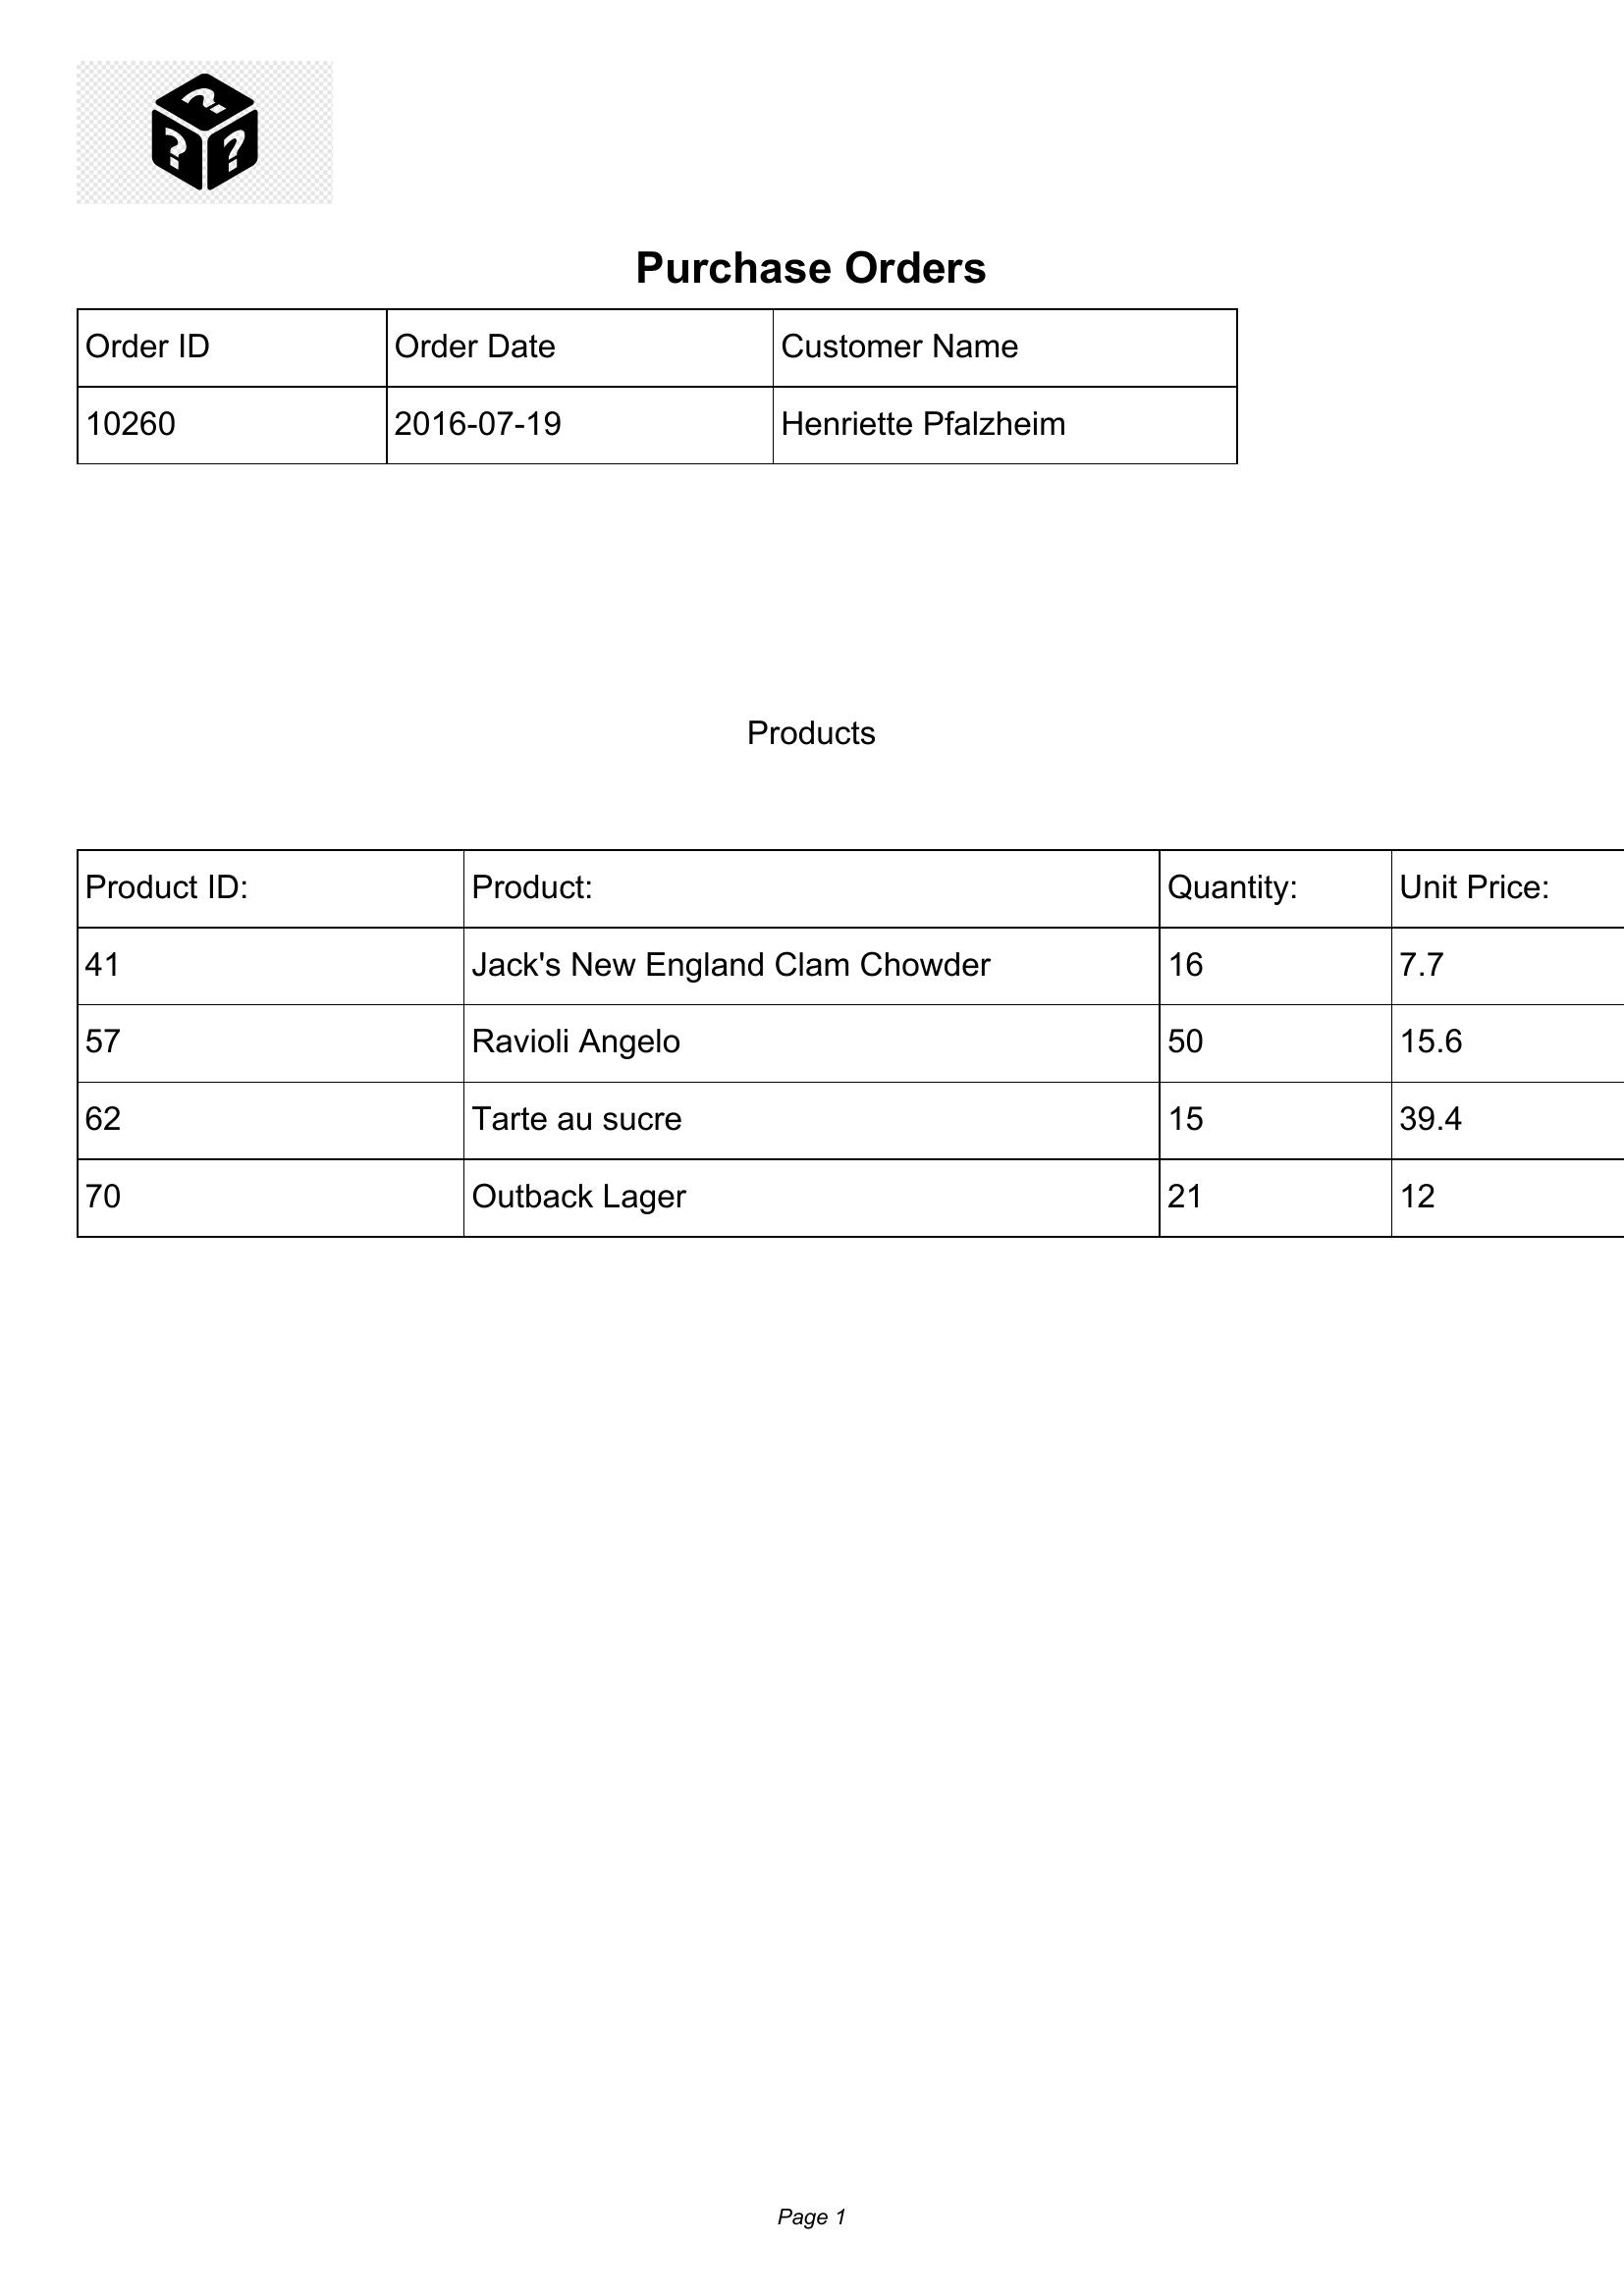 Purchase Orders
Order ID Order Date Customer Name
10260 2016-07-19 Henriette Pfalzheim
Products
Product ID: Product: Quantity: Unit Price:
41 Jack's New England Clam Chowder 16 7.7
57 Ravioli Angelo 50 15.6
62 Tarte au sucre 15 39.4
70 Outback Lager 21 12
Page 1